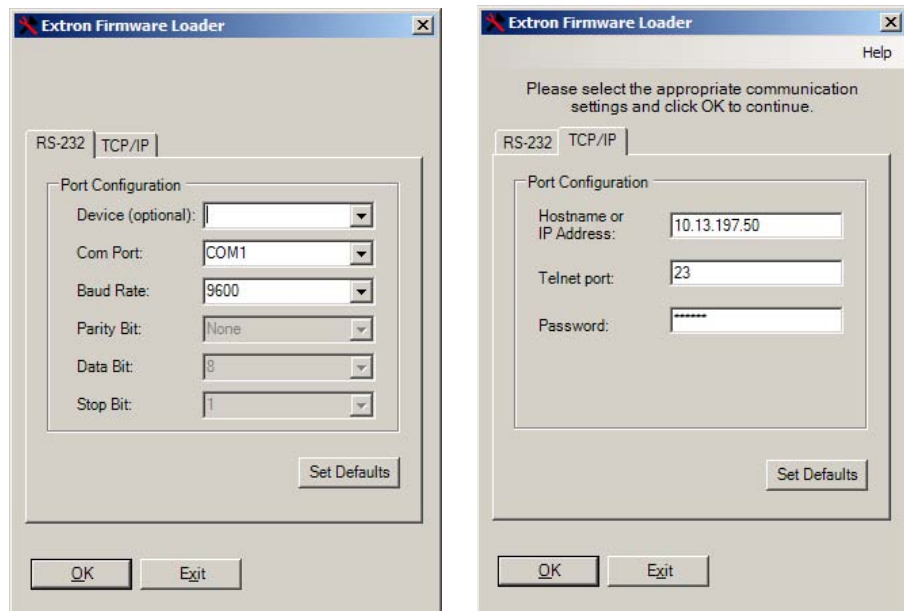 Extron Firmware Loader
RS-232 TCP/IP
Port Configuration
Device (optional):
Com Port: COM1
Baud Rate: 9600
Parity Bit: None
Data Bit: 8
Stop Bit: 1
Set Defaults
OK Exit
Extron Firmware Loader
Help
Please select the appropriate communication
settings and click OK to continue.
RS-232 TCP/IP
Port Configuration
Hostname or
IP Address: 10.13.197.50
Telnet port: 23
Password: ******
Set Defaults
OK Exit